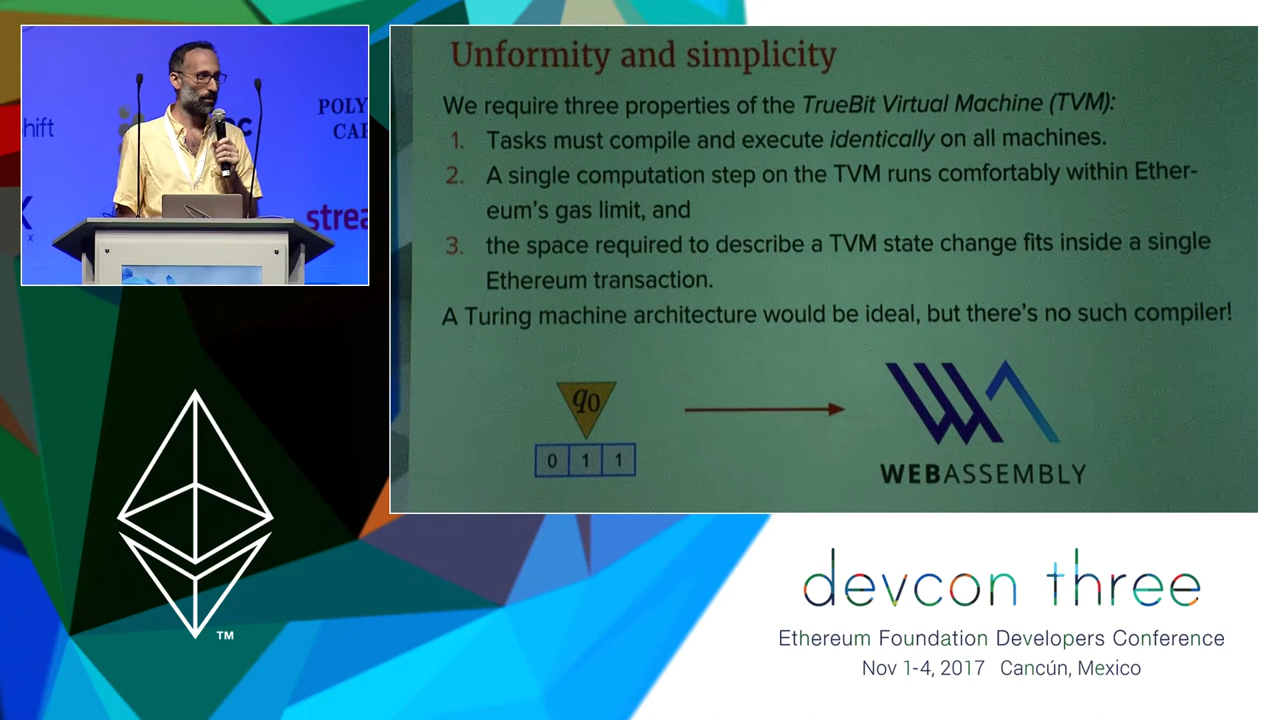 hift
POLY
CAP
c
X
strea
Unformity and simplicity
We require three properties of the TrueBit Virtual Machine (TVM):
1. Tasks must compile and execute identically on all machines.
2. A single computation step on the TVM runs comfortably within Ether-
eum's gas limit, and
3. the space required to describe a TVM state change fits inside a single
Ethereum transaction.
A Turing machine architecture would be ideal, but there's no such compiler!
q0
0 1 1
WEBASSEMBLY
TM
devcon three
Ethereum Foundation Developers Conference
Nov 1-4, 2017 Cancún, Mexico